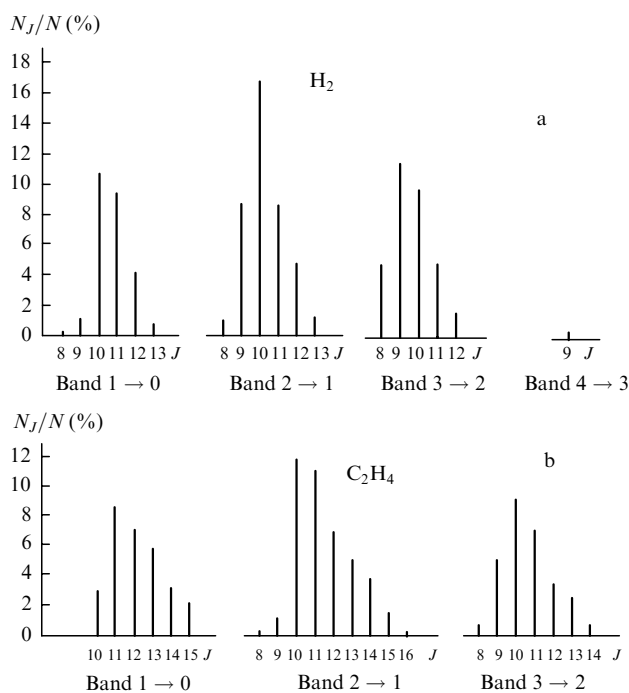 N_J/N (%)
18
16
14
12
10
8
6
4
2
0
H₂
a
8 9 10 11 12 13 J
8 9 10 11 12 13 J
8 9 10 11 12 J
9 J
Band 1 → 0
Band 2 → 1
Band 3 → 2
Band 4 → 3
N_J/N (%)
12
10
8
6
4
2
0
C₂H₄
b
10 11 12 13 14 15 J
8 9 10 11 12 13 14 15 16 J
8 9 10 11 12 13 14 J
Band 1 → 0
Band 2 → 1
Band 3 → 2